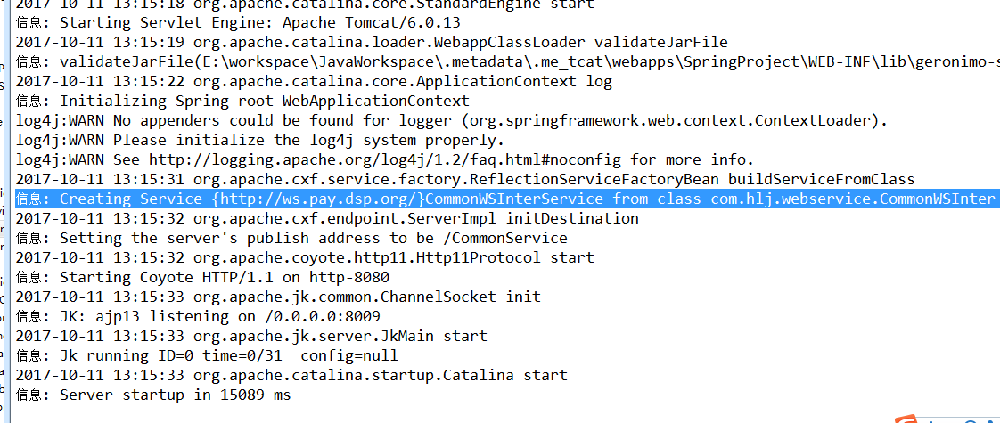 2017-10-11 13:15:18 org.apache.catalina.core.StandardEngine start
信息: Starting Servlet Engine: Apache Tomcat/6.0.13
2017-10-11 13:15:19 org.apache.catalina.loader.WebappClassLoader validateJarFile
信息: validateJarFile(E:\workspace\JavaWorkspace\.metadata\.me_tcat\webapps\SpringProject\WEB-INF\lib\geronimo-s
2017-10-11 13:15:22 org.apache.catalina.core.ApplicationContext log
信息: Initializing Spring root WebApplicationContext
log4j:WARN No appenders could be found for logger (org.springframework.web.context.ContextLoader).
log4j:WARN Please initialize the log4j system properly.
log4j:WARN See http://logging.apache.org/log4j/1.2/faq.html#noconfig for more info.
2017-10-11 13:15:31 org.apache.cxf.service.factory.ReflectionServiceFactoryBean buildServiceFromClass
信息: Creating Service {http://ws.pay.dsp.org/}CommonWSInterService from class com.hlj.webservice.CommonWSInter
2017-10-11 13:15:32 org.apache.cxf.endpoint.ServerImpl initDestination
信息: Setting the server's publish address to be /CommonService
2017-10-11 13:15:32 org.apache.coyote.http11.Http11Protocol start
信息: Starting Coyote HTTP/1.1 on http-8080
2017-10-11 13:15:33 org.apache.jk.common.ChannelSocket init
信息: JK: ajp13 listening on /0.0.0.0:8009
2017-10-11 13:15:33 org.apache.jk.server.JkMain start
信息: Jk running ID=0 time=0/31  config=null
2017-10-11 13:15:33 org.apache.catalina.startup.Catalina start
信息: Server startup in 15089 ms